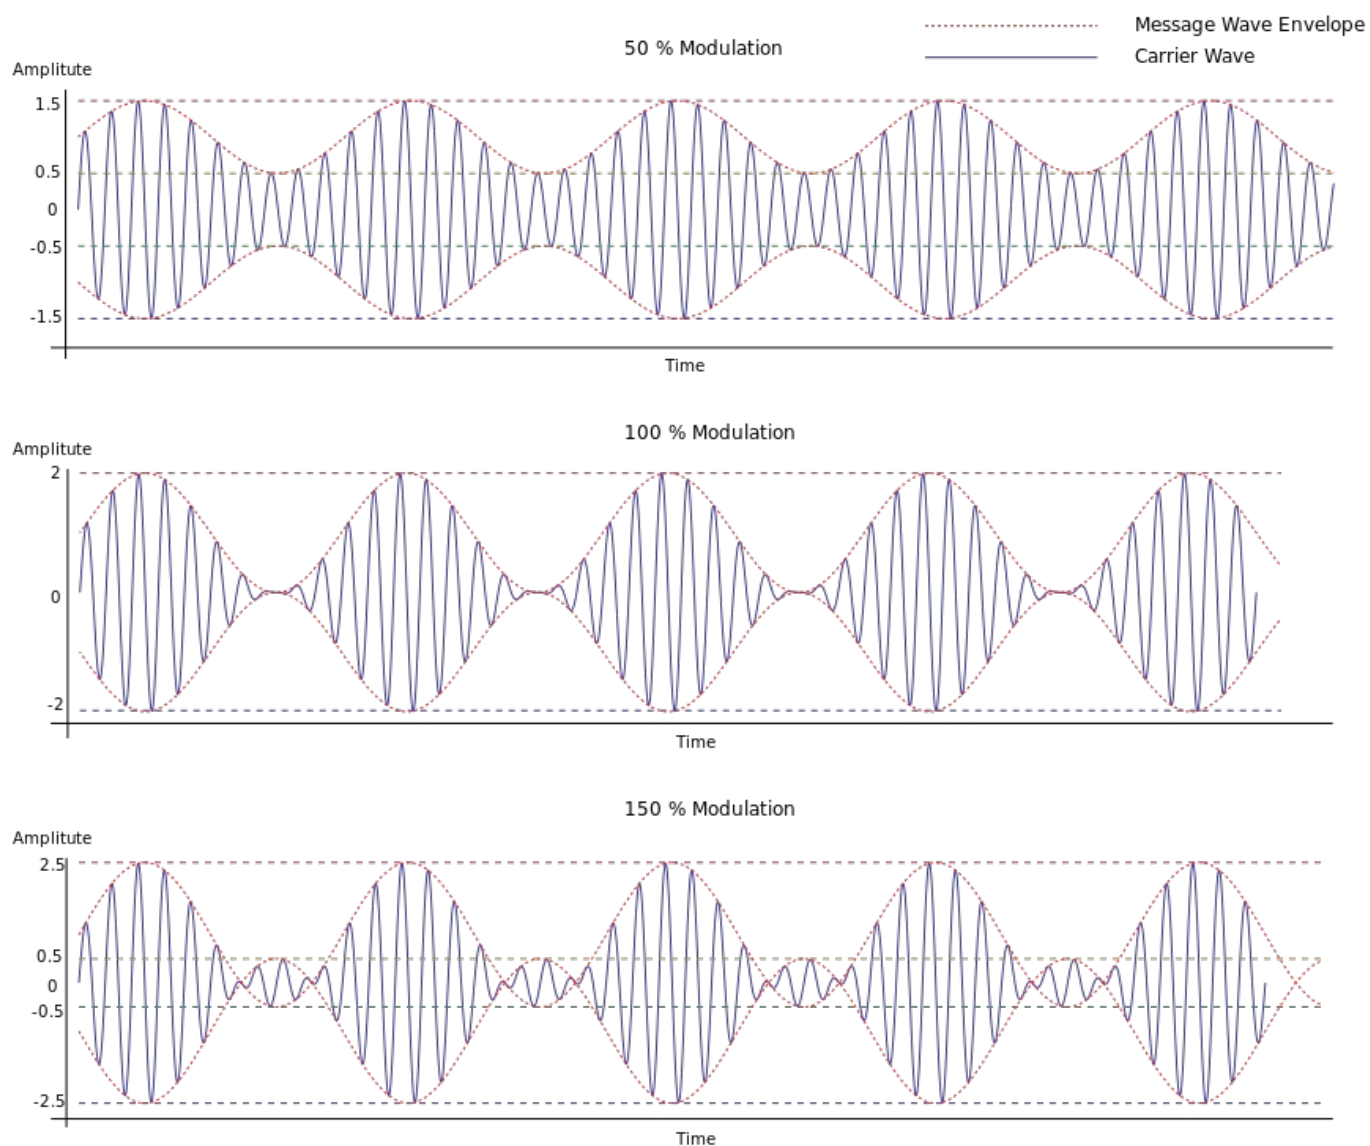 Message Wave Envelope
50 % Modulation
Carrier Wave
Amplitute
1.5
0.5
0
-0.5
-1.5
Time
100 % Modulation
Amplitute
2
0
-2
Time
150 % Modulation
Amplitute
2.5
0.5
0
-0.5
-2.5
Time